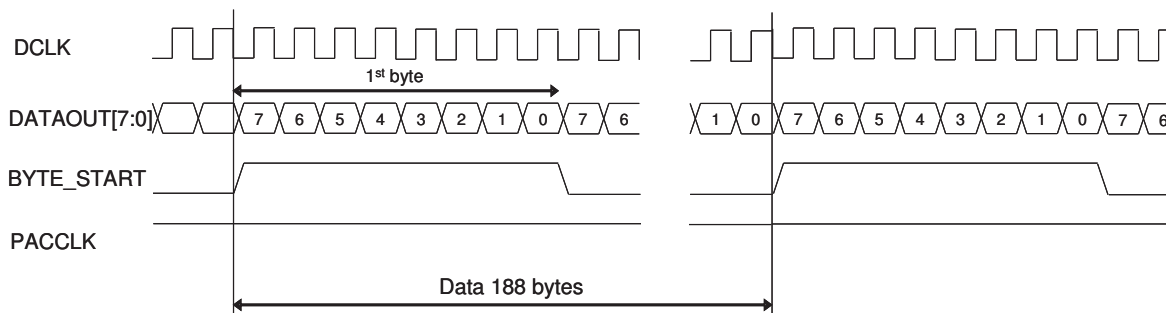 DCLK
1st byte
DATAOUT[7:0] 7 6 5 4 3 2 1 0 7 6 1 0 7 6 5 4 3 2 1 0 7 6
BYTE_START
PACCLK
Data 188 bytes